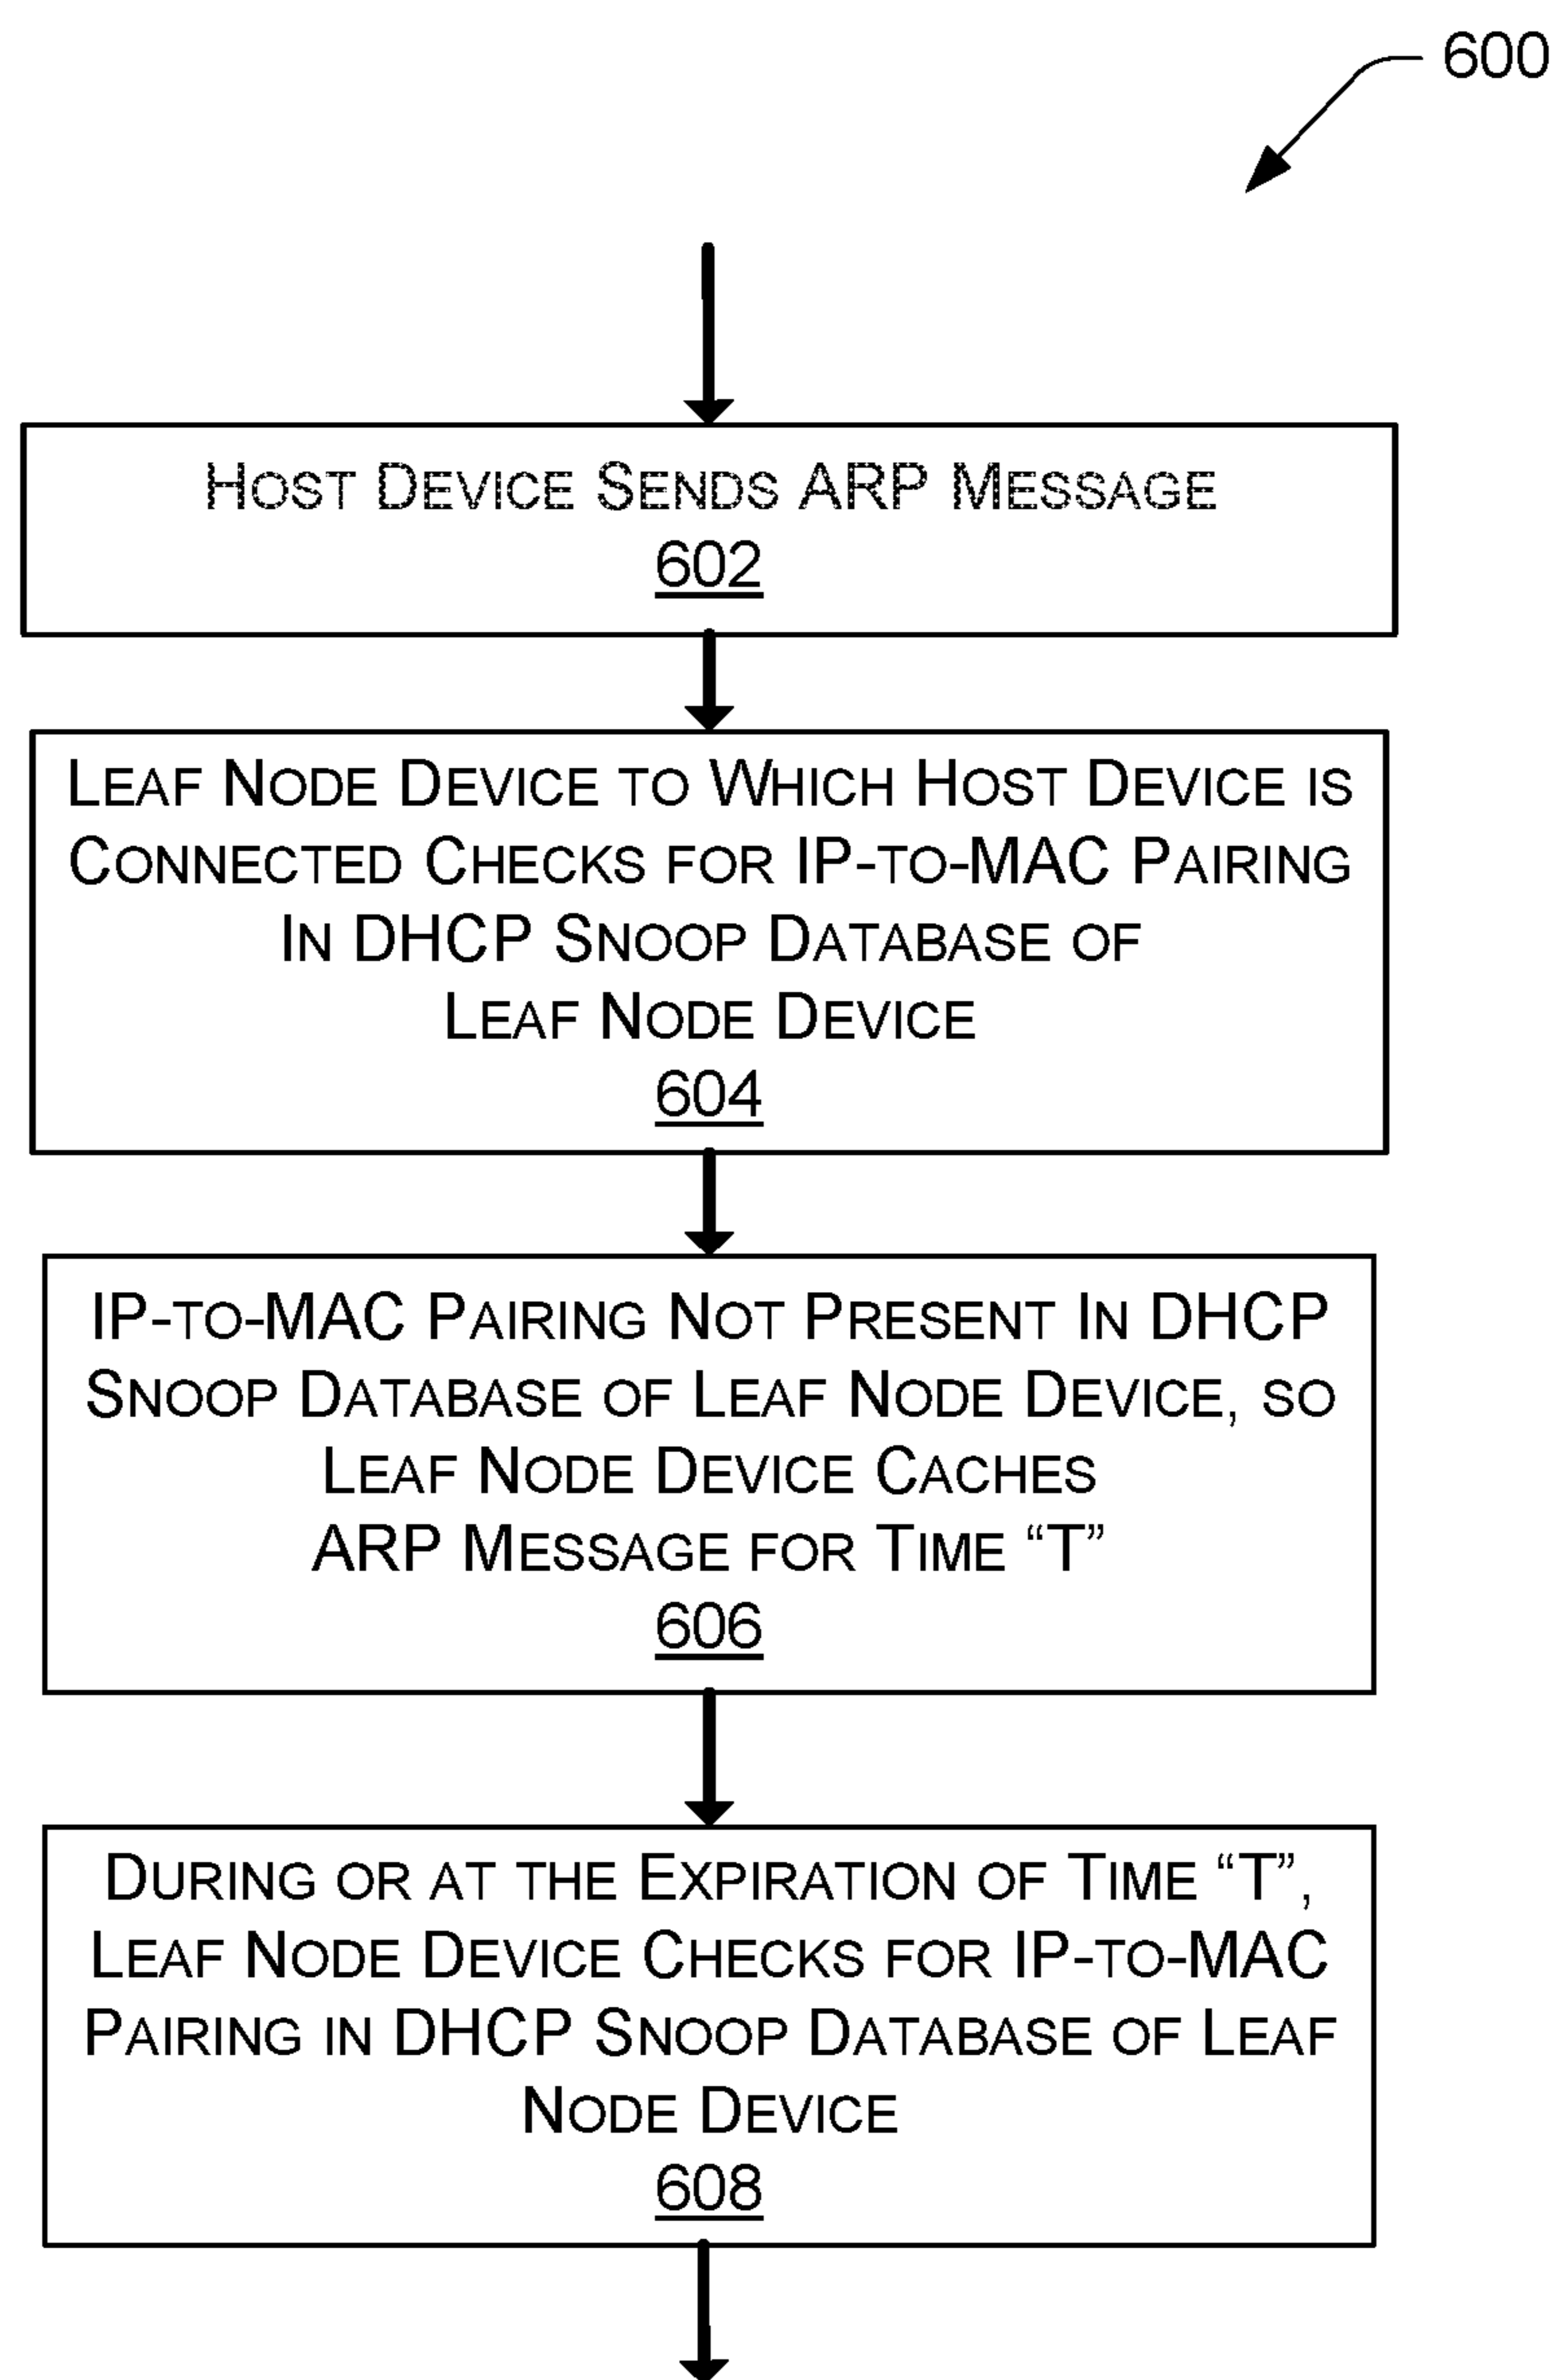 600
HOST DEVICE SENDS ARP MESSAGE
602
LEAF NODE DEVICE TO WHICH HOST DEVICE IS
CONNECTED CHECKS FOR IP-TO-MAC PAIRING
IN DHCP SNOOP DATABASE OF
LEAF NODE DEVICE
604
IP-TO-MAC PAIRING NOT PRESENT IN DHCP
SNOOP DATABASE OF LEAF NODE DEVICE, SO
LEAF NODE DEVICE CACHES
ARP MESSAGE FOR TIME “T”
606
DURING OR AT THE EXPIRATION OF TIME “T”,
LEAF NODE DEVICE CHECKS FOR IP-TO-MAC
PAIRING IN DHCP SNOOP DATABASE OF LEAF
NODE DEVICE
608